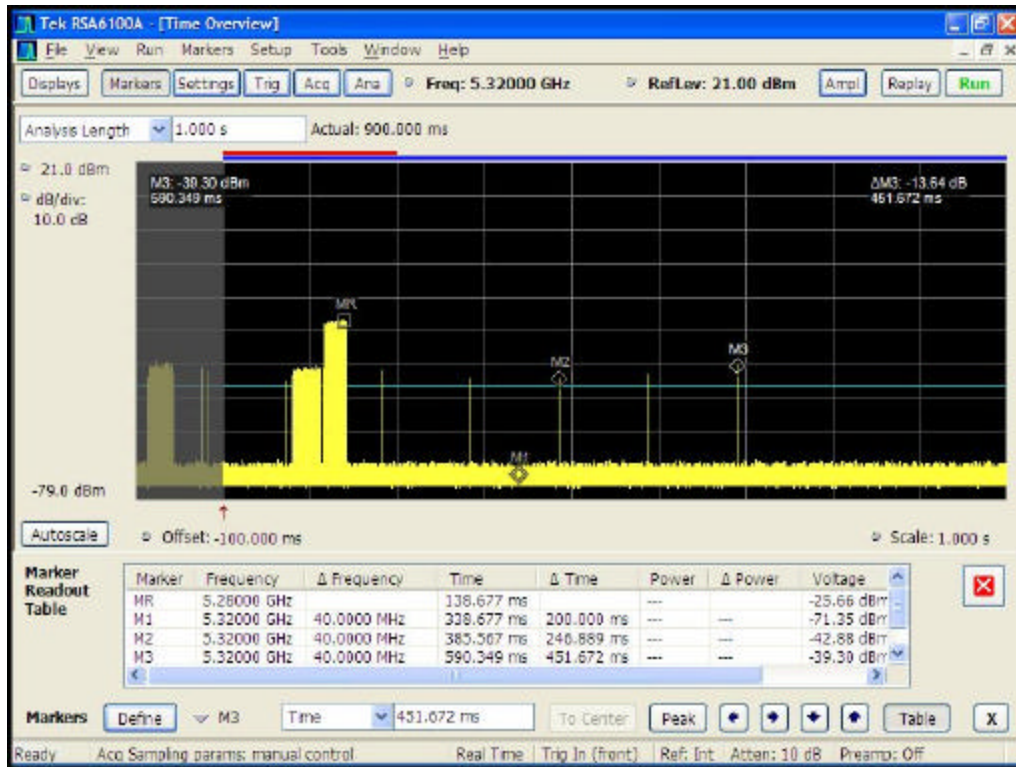 Tek RSA6100A - [Time Overview]
File View Run Markers Setup Tools Window Help
Displays Markers Settings Trig Acq Ana Freq: 5.32000 GHz RefLev: 21.00 dBm Ampl Replay Run
Analysis Length 1.000 s Actual: 900.000 ms
21.0 dBm
dB/div:
10.0 dB
M3: -39.30 dBm
590.349 ms
ΔM3: -13.64 dB
451.672 ms
MR
M2
M3
M1
-79.0 dBm
Autoscale Offset: -100.000 ms Scale: 1.000 s
Marker
Readout
Table
Marker Frequency Δ Frequency Time Δ Time Power Δ Power Voltage
MR 5.28000 GHz 138.677 ms --- -25.66 dBm
M1 5.32000 GHz 40.0000 MHz 338.677 ms 200.000 ms --- --- -71.35 dBm
M2 5.32000 GHz 40.0000 MHz 385.567 ms 246.889 ms --- --- -42.88 dBm
M3 5.32000 GHz 40.0000 MHz 590.349 ms 451.672 ms --- --- -39.30 dBm
Markers Define M3 Time 451.672 ms To Center Peak Table X
Ready Acq Sampling params: manual control Real Time Trig In (front) Ref: Int Atten: 10 dB Preamp: Off